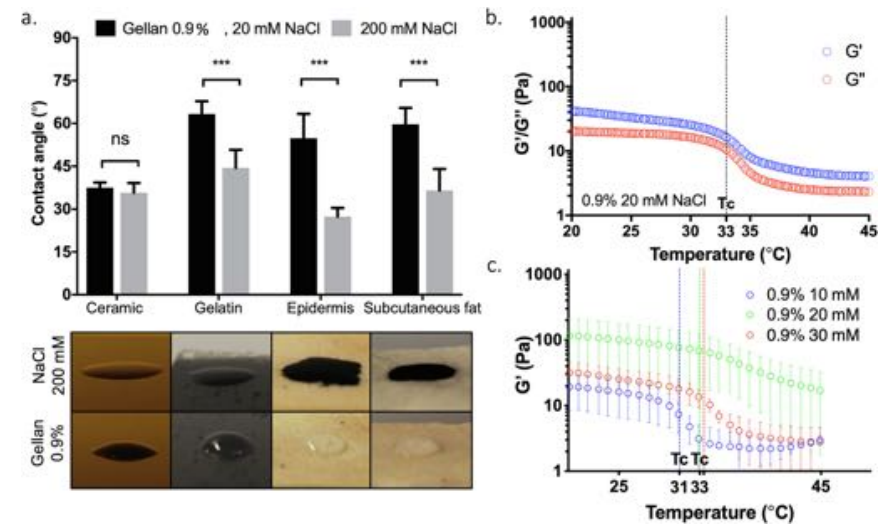 a.
Gellan 0.9% , 20 mM NaCl 200 mM NaCl
Contact angle (°)
90
75
60
45
30
15
0
ns
***
***
***
Ceramic Gelatin Epidermis Subcutaneous fat
NaCl
200 mM
Gellan
0.9%
b.
G'/G" (Pa)
1000
100
10
1
G'
G"
0.9% 20 mM NaCl
Tc
20 25 30 33 35 40 45
Temperature (°C)
c.
G' (Pa)
1000
100
10
1
0.9% 10 mM
0.9% 20 mM
0.9% 30 mM
Tc Tc
25 31 33 45
Temperature (°C)